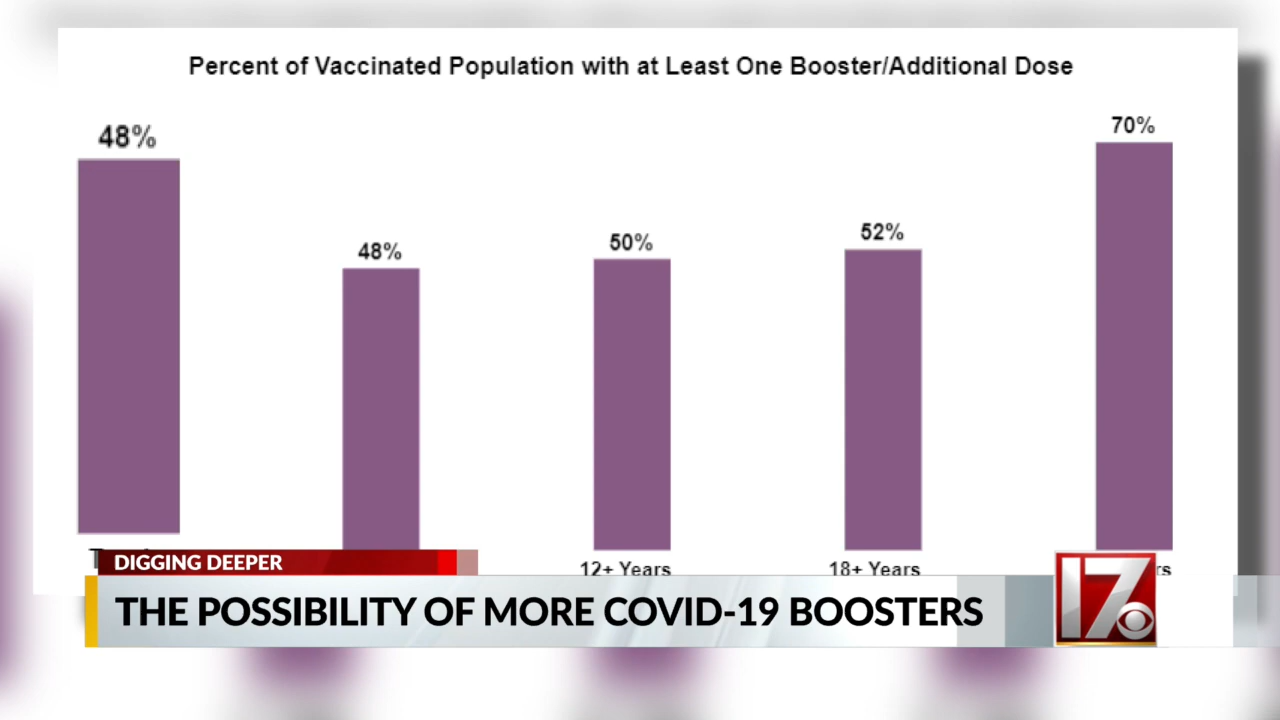 Percent of Vaccinated Population with at Least One Booster/Additional Dose
48%
48%
50%
52%
70%
12+ Years
18+ Years
DIGGING DEEPER
THE POSSIBILITY OF MORE COVID-19 BOOSTERS
17